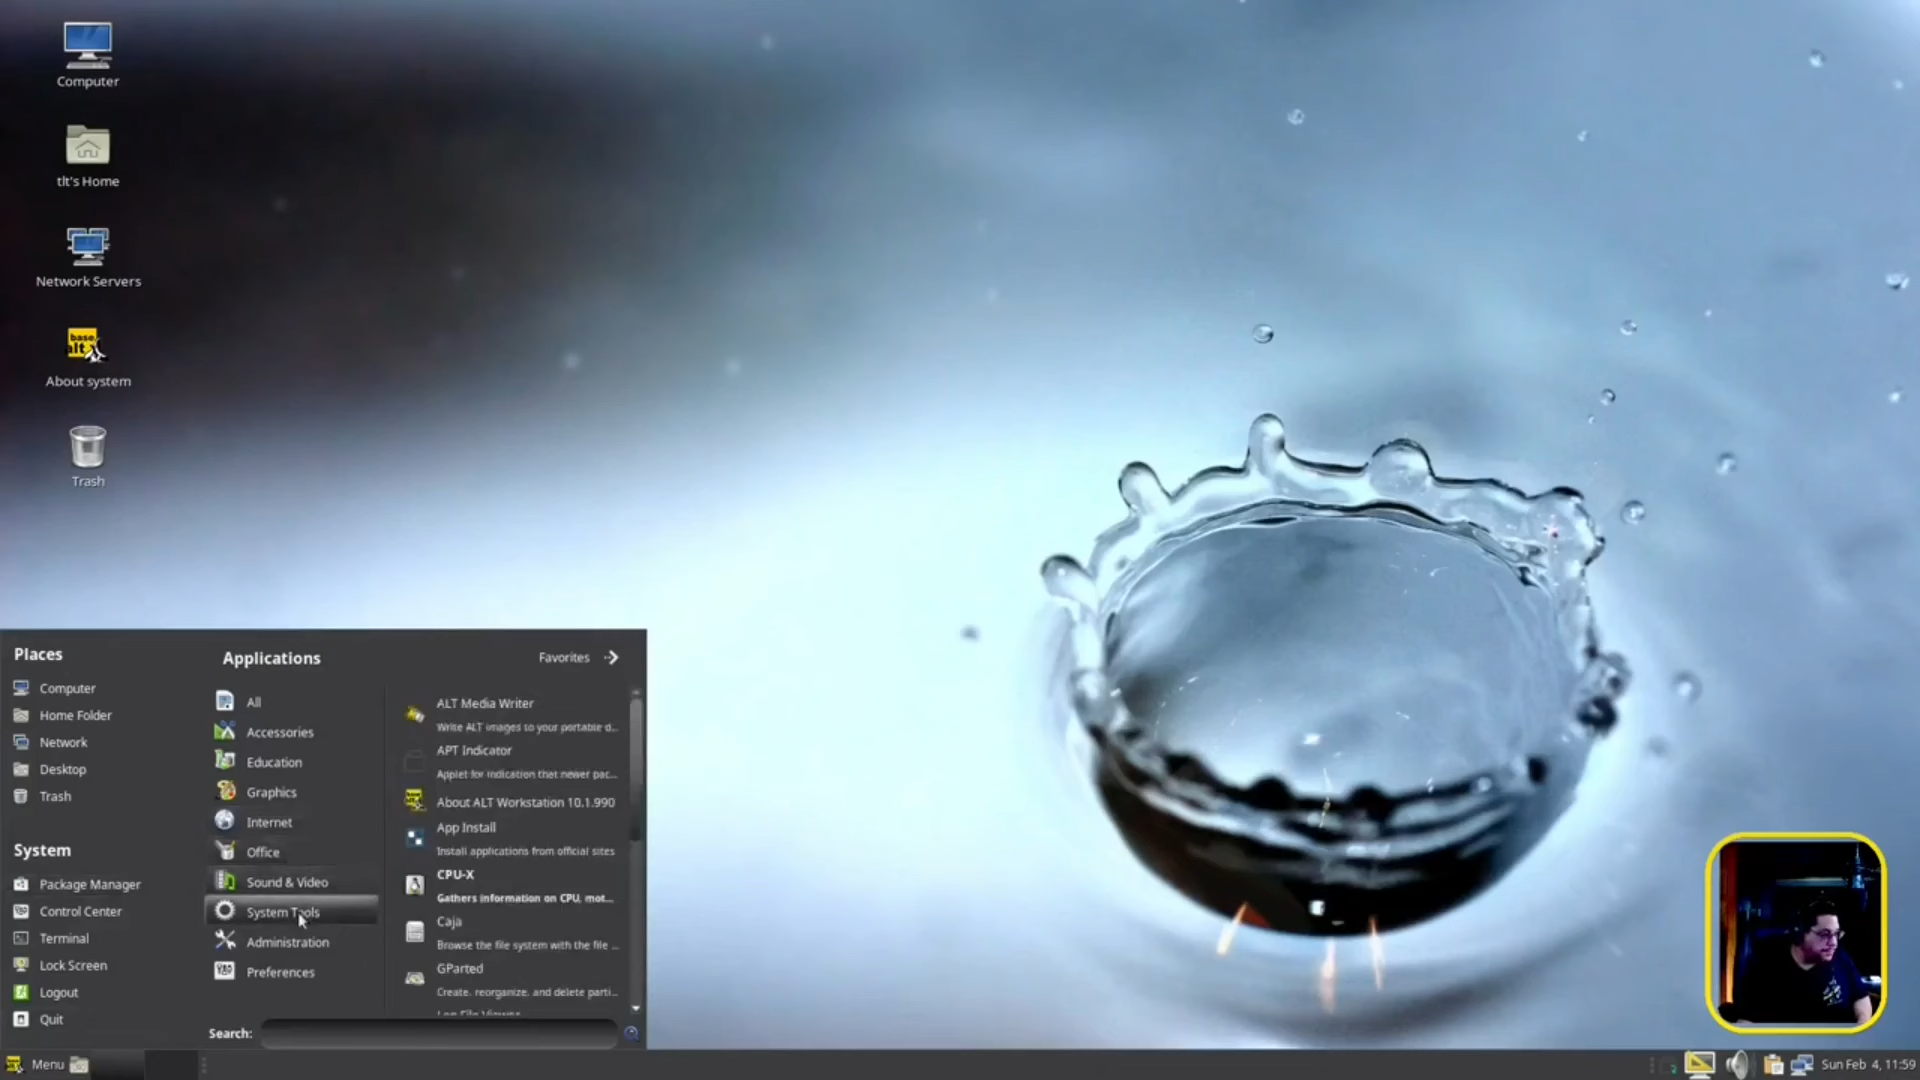 Computer
tlt's Home
Network Servers
base
alt
About system
Trash
Places
Computer
Home Folder
Network
Desktop
Trash
System
Package Manager
Control Center
Terminal
Lock Screen
Logout
Quit
Applications
Favorites
All
Accessories
Education
Graphics
Internet
Office
Sound & Video
System Tools
Administration
Preferences
ALT Media Writer
Write ALT images to your portable d...
APT Indicator
Applet for indication that newer pac...
About ALT Workstation 10.1.990
App Install
Install applications from official sites
CPU-X
Gathers information on CPU, mot...
Caja
Browse the file system with the file ...
GParted
Create, reorganize, and delete parti...
Log File Viewer
Search:
Menu
Sun Feb 4, 11:59